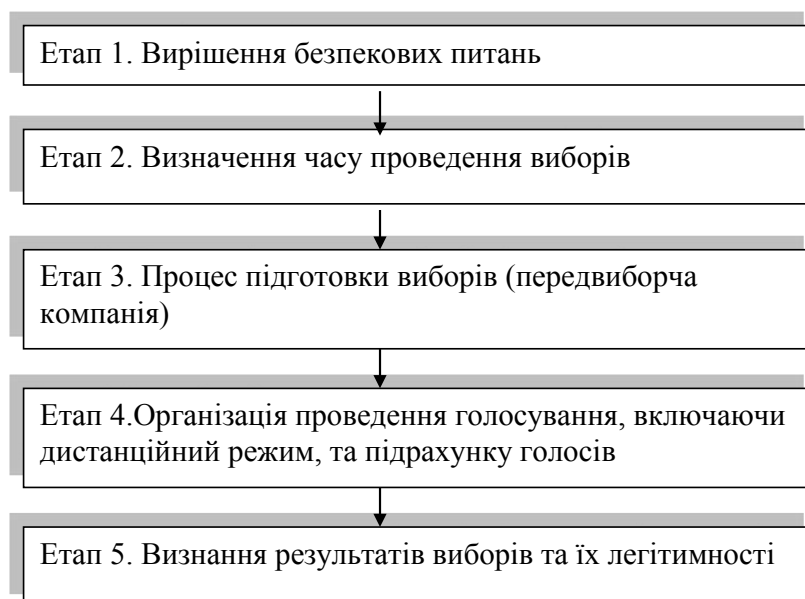 Етап 1. Вирішення безпекових питань
Етап 2. Визначення часу проведення виборів
Етап 3. Процес підготовки виборів (передвиборча
компанія)
Етап 4.Організація проведення голосування, включаючи
дистанційний режим, та підрахунку голосів
Етап 5. Визнання результатів виборів та їх легітимності